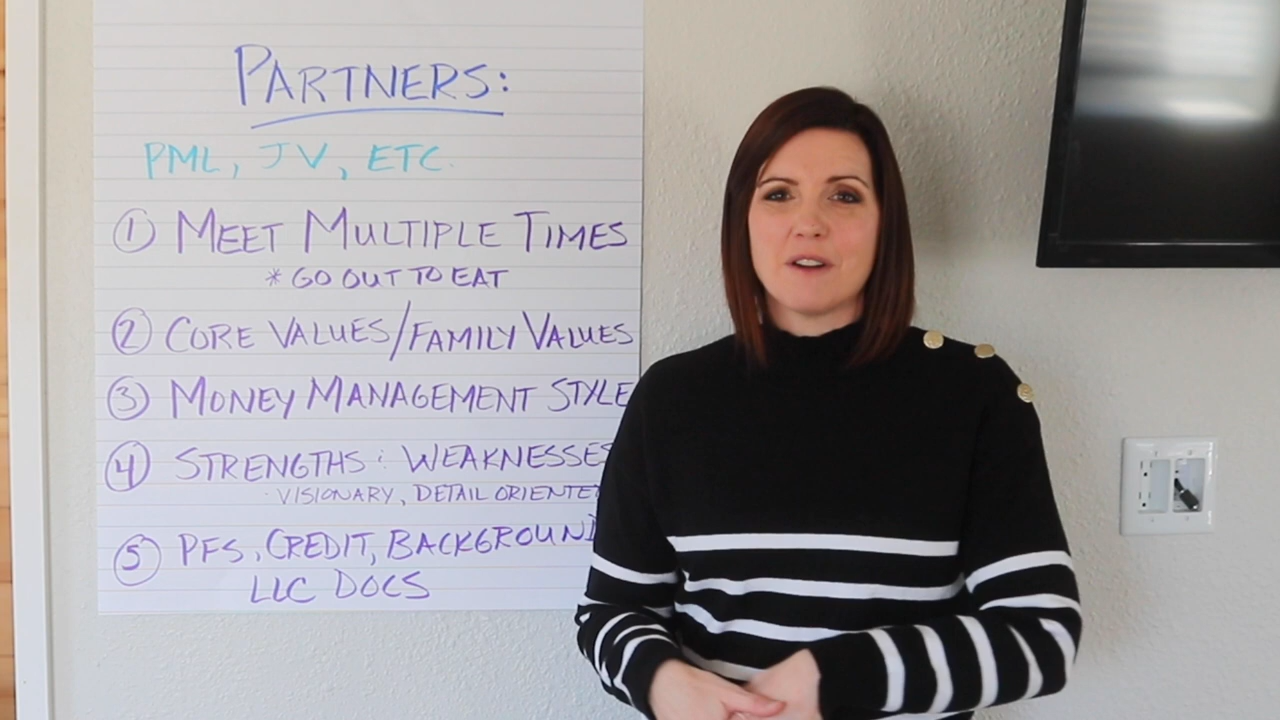 PARTNERS:
PML, JV, ETC.
① MEET MULTIPLE TIMES
* GO OUT TO EAT
② CORE VALUES/FAMILY VALUES
③ MONEY MANAGEMENT STYLE
④ STRENGTHS : WEAKNESSES
· VISIONARY, DETAIL ORIENTE
⑤ PFS, CREDIT, BACKGROUND
LLC DOCS